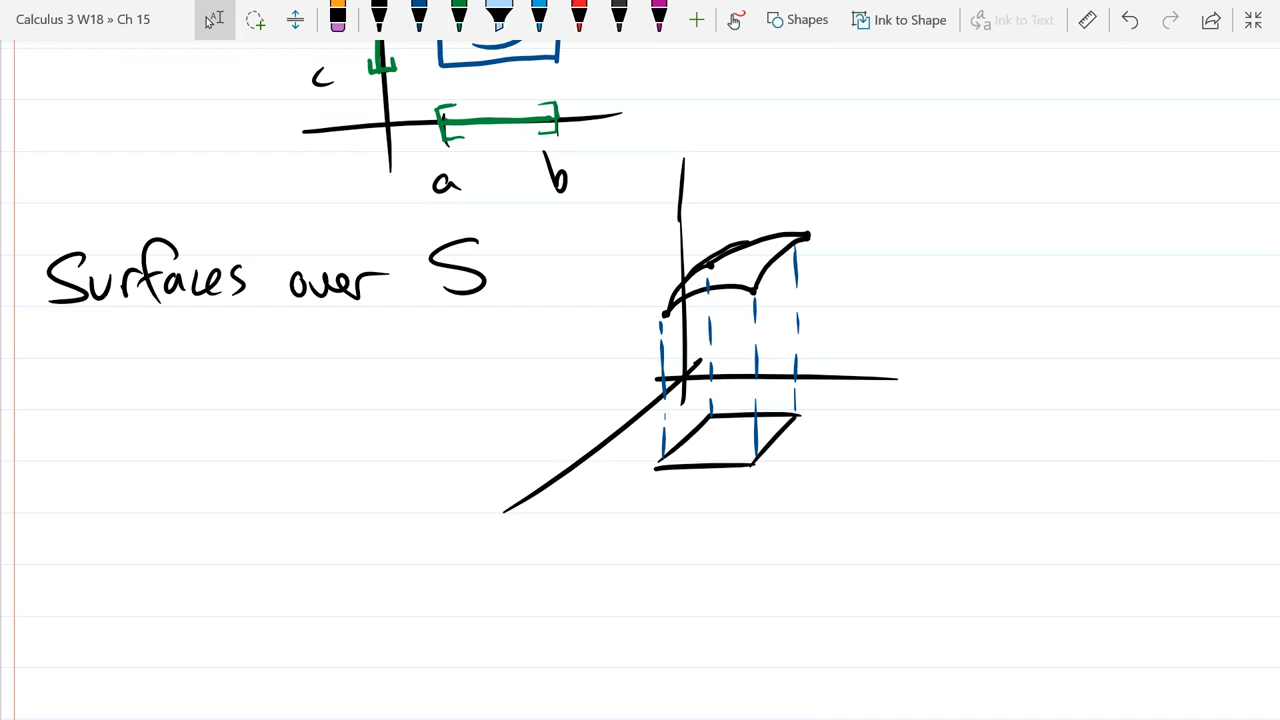 Calculus 3 W18 » Ch 15
Shapes
Ink to Shape
Ink to Text
c
a b
Surfaces over S